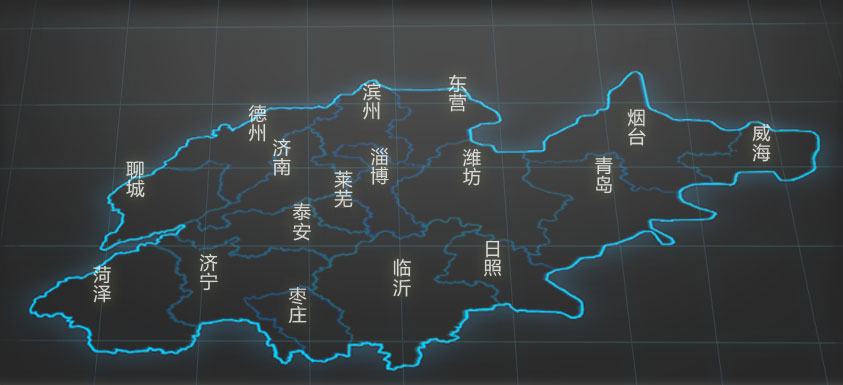 东营
滨州
德州
烟台
威海
济南
淄博
潍坊
聊城
莱芜
青岛
泰安
日照
济宁
临沂
菏泽
枣庄